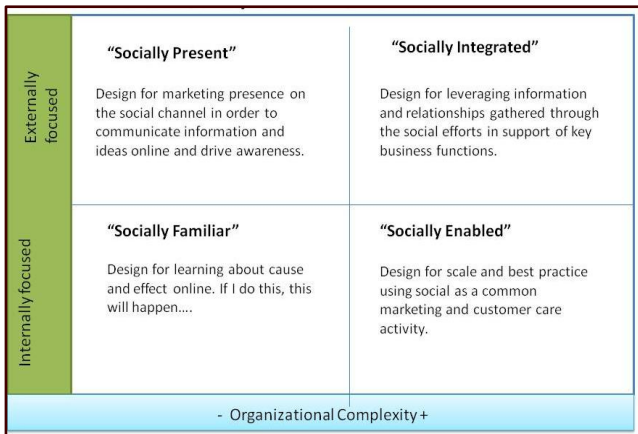 Externally
focused
“Socially Present”
Design for marketing presence on
the social channel in order to
communicate information and
ideas online and drive awareness.
“Socially Integrated”
Design for leveraging information
and relationships gathered through
the social efforts in support of key
business functions.
Internally focused
“Socially Familiar”
Design for learning about cause
and effect online. If I do this, this
will happen....
“Socially Enabled”
Design for scale and best practice
using social as a common
marketing and customer care
activity.
- Organizational Complexity +